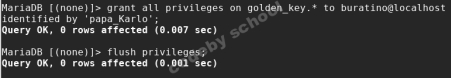 MariaDB [(none)]> grant all privileges on golden_key.* to buratino@localhost
identified by 'papa_Karlo';
Query OK, 0 rows affected (0.007 sec)
MariaDB [(none)]> flush privileges;
Query OK, 0 rows affected (0.001 sec)